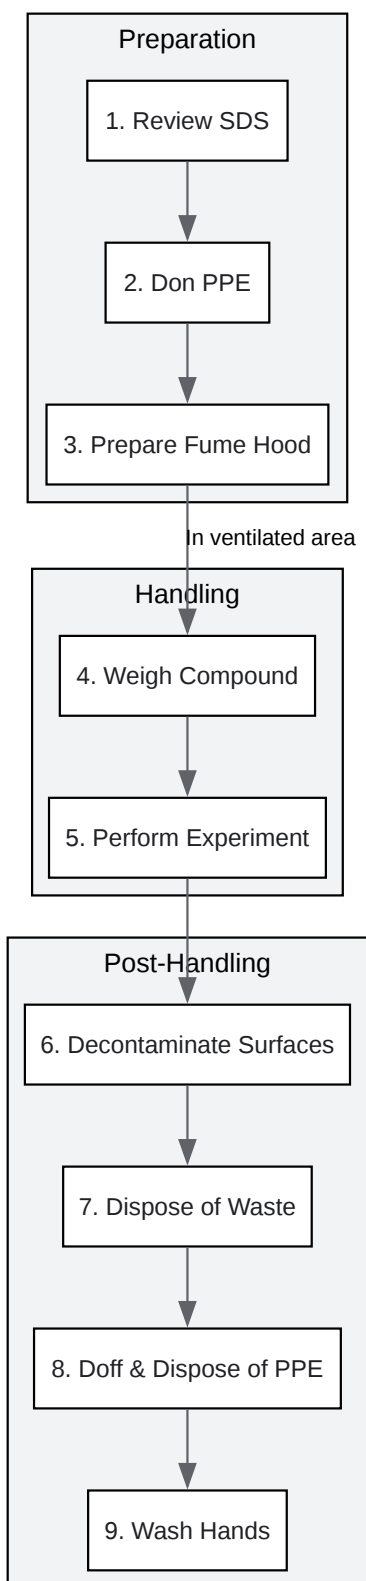 Preparation
1. Review SDS
2. Don PPE
3. Prepare Fume Hood
In ventilated area
Handling
4. Weigh Compound
5. Perform Experiment
Post-Handling
6. Decontaminate Surfaces
7. Dispose of Waste
8. Doff & Dispose of PPE
9. Wash Hands